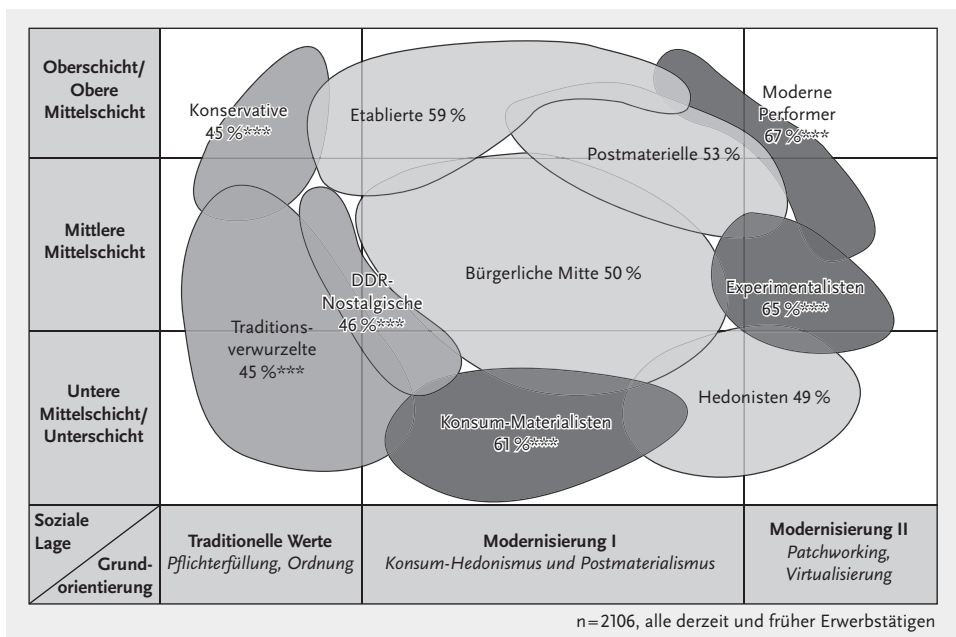 Oberschicht/
Obere
Mittelschicht
Konservative
45 %***
Etablierte 59 %
Moderne
Performer
67 %***
Postmaterielle 53 %
Mittlere
Mittelschicht
Bürgerliche Mitte 50 %
DDR-
Nostalgische
46 %***
Experimentalisten
65 %***
Traditions-
verwurzelte
45 %***
Untere
Mittelschicht/
Unterschicht
Hedonisten 49 %
Konsum-Materialisten
61 %***
Soziale
Lage
Grund-
orientierung
Traditionelle Werte
Pflichterfüllung, Ordnung
Modernisierung I
Konsum-Hedonismus und Postmaterialismus
Modernisierung II
Patchworking,
Virtualisierung
n=2106, alle derzeit und früher Erwerbstätigen